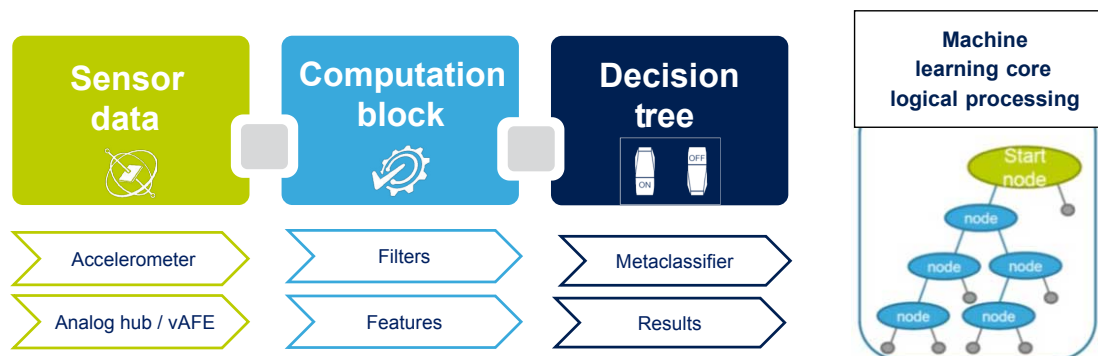 Sensor
data
Computation
block
Decision
tree
ON
OFF
Accelerometer
Analog hub / vAFE
Filters
Features
Metaclassifier
Results
Machine
learning core
logical processing
Start
node
node
node
node
node
node